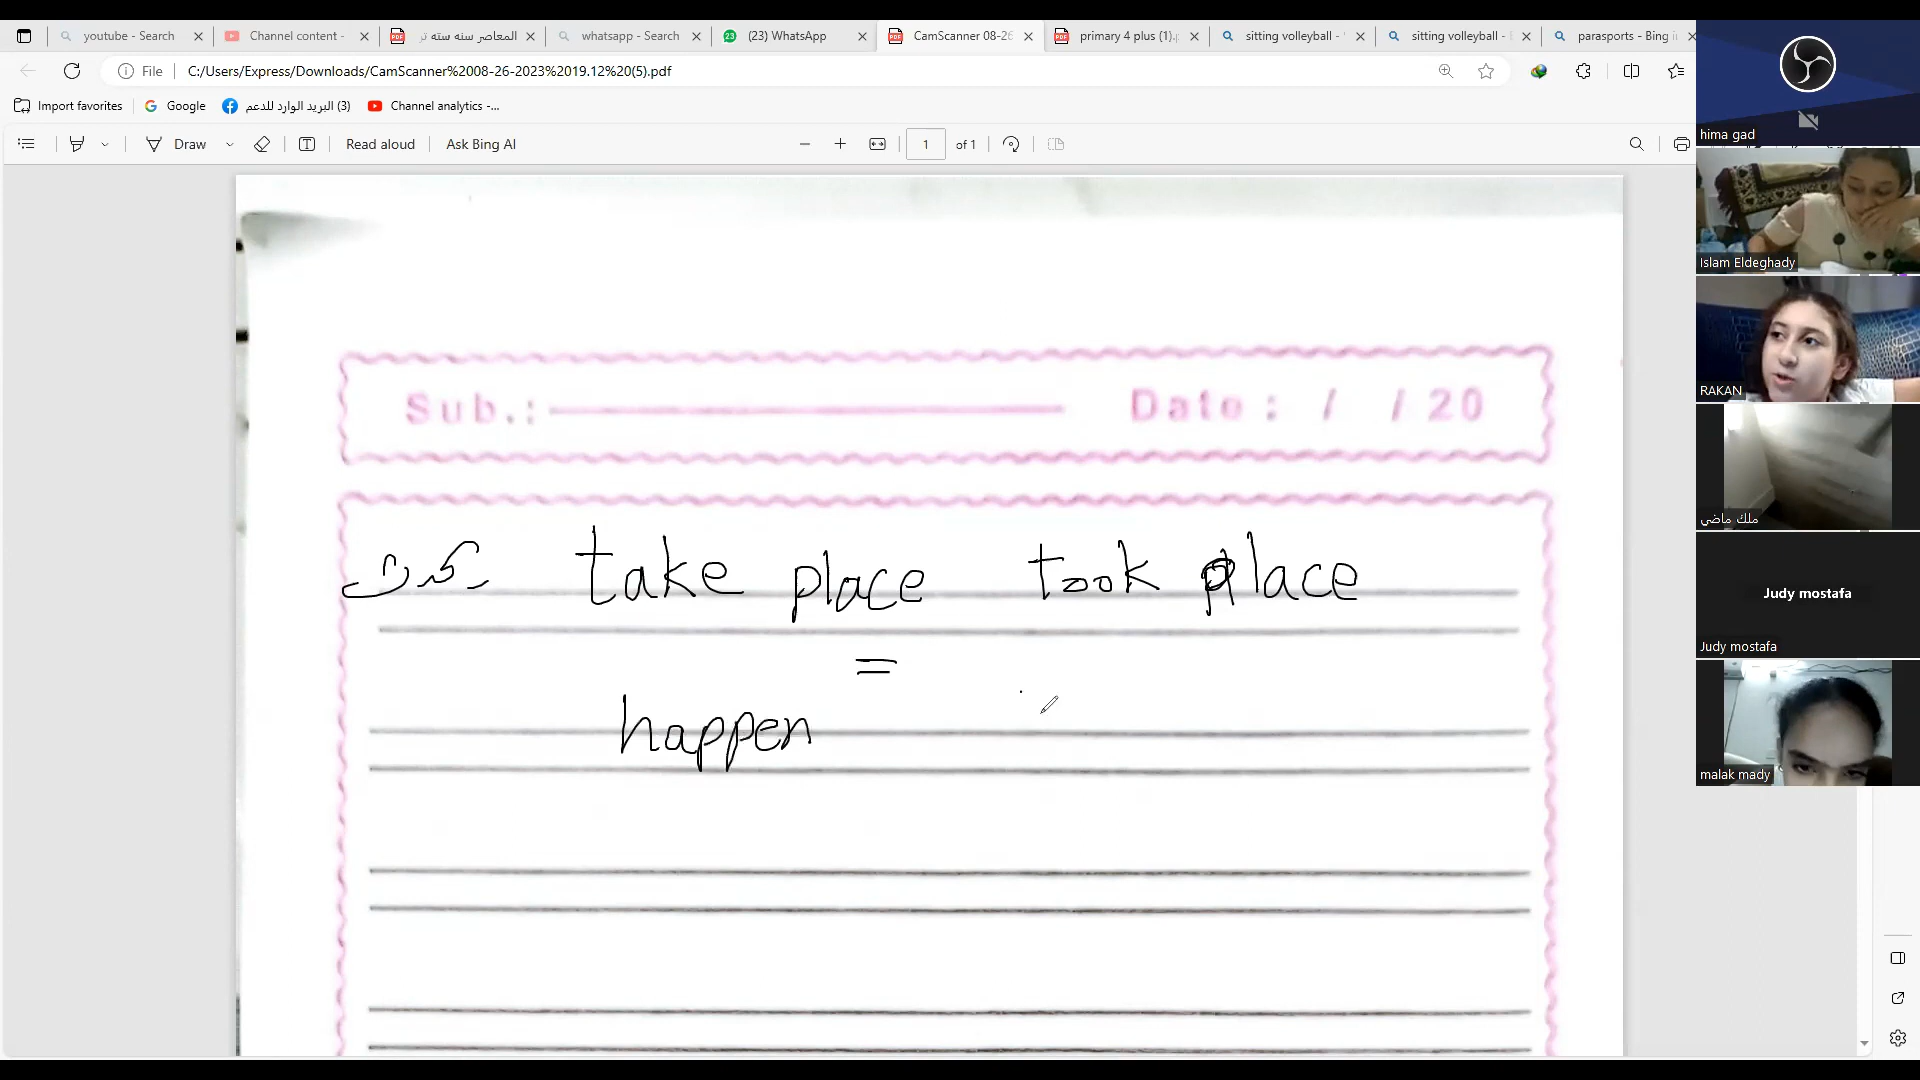 youtube - Search
Channel content -
المعاصر سنه سته تر
whatsapp - Search
(23) WhatsApp
CamScanner 08-26
primary 4 plus (1).p
sitting volleyball -
sitting volleyball -
parasports - Bing i
File
C:/Users/Express/Downloads/CamScanner%2008-26-2023%2019.12%20(5).pdf
Import favorites
Google
(3) البريد الوارد للدعم
Channel analytics -...
Draw
Read aloud
Ask Bing AI
1 of 1
hima gad
Islam Eldeghady
RAKAN
ملك ماضي
Judy mostafa
Judy mostafa
malak mady
Sub.: Date: / / 20
take place took place
=
happen